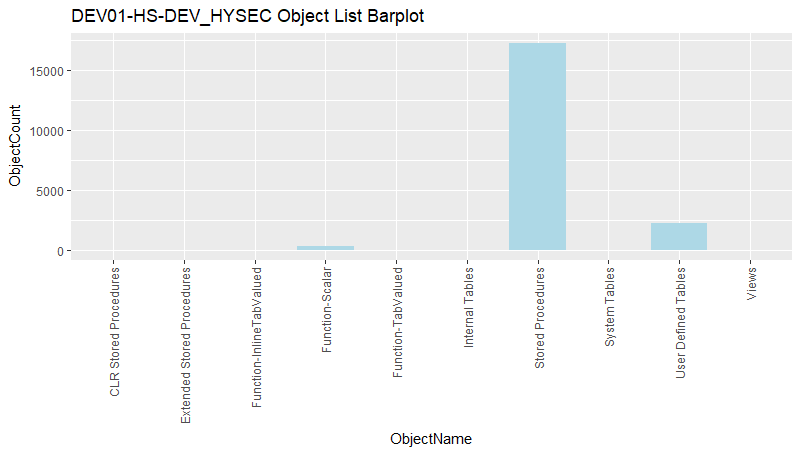 DEV01-HS-DEV_HYSEC Object List Barplot
ObjectCount
15000
10000
5000
0
CLR Stored Procedures
Extended Stored Procedures
Function-InlineTabValued
Function-Scalar
Function-TabValued
Internal Tables
Stored Procedures
System Tables
User Defined Tables
Views
ObjectName